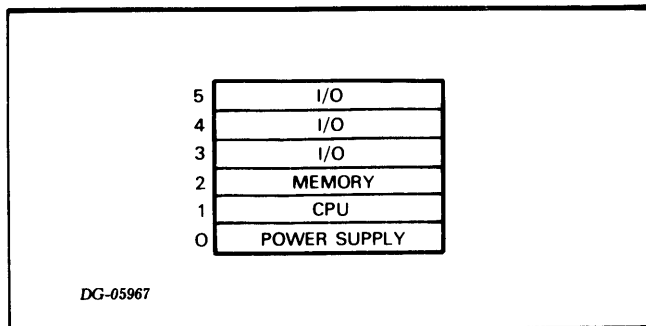 5 I/O
4 I/O
3 I/O
2 MEMORY
1 CPU
0 POWER SUPPLY
DG-05967